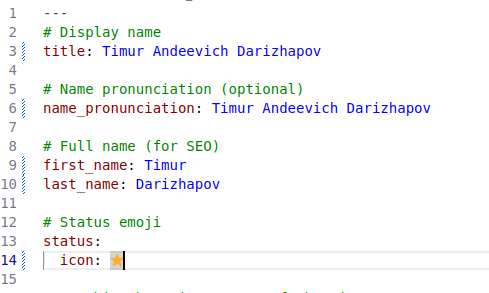 1 ---
2 # Display name
3 title: Timur Andeevich Darizhapov
4
5 # Name pronunciation (optional)
6 name_pronunciation: Timur Andeevich Darizhapov
7
8 # Full name (for SEO)
9 first_name: Timur
10 last_name: Darizhapov
11
12 # Status emoji
13 status:
14 icon: ⭐
15